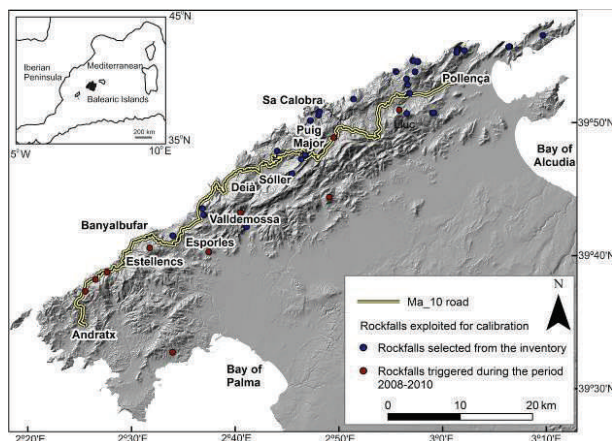 45°N
Iberian
Peninsula
Mediterranean
Balearic Islands
200 km
35°N
5°W
10°E
Pollença
Sa Calobra
Lluc
Puig
Major
Sóller
Deià
Valldemossa
Banyalbufar
Esporles
Estellencs
Andratx
Bay of
Alcudia
Bay of
Palma
39°50'
39°40'
39°30'
N
Ma_10 road
Rockfalls exploited for calibration
Rockfalls selected from the inventory
Rockfalls triggered during the period
2008-2010
0 10 20 km
2°20'E 2°30'E 2°40'E 2°50'E 3°0'E 3°10'E